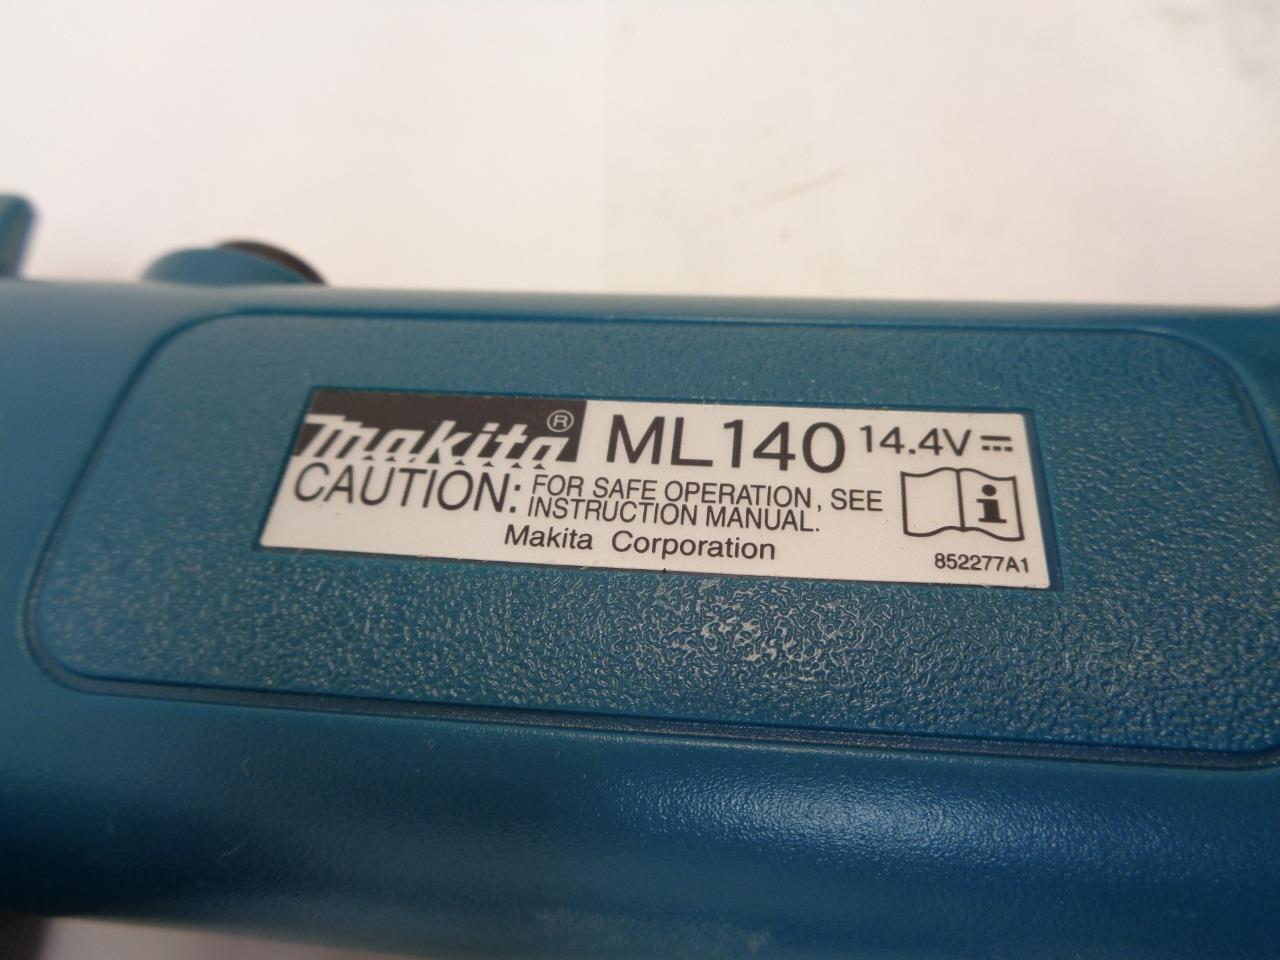 makita® ML140 14.4V ⎓
CAUTION: FOR SAFE OPERATION, SEE
INSTRUCTION MANUAL.
Makita Corporation
852277A1